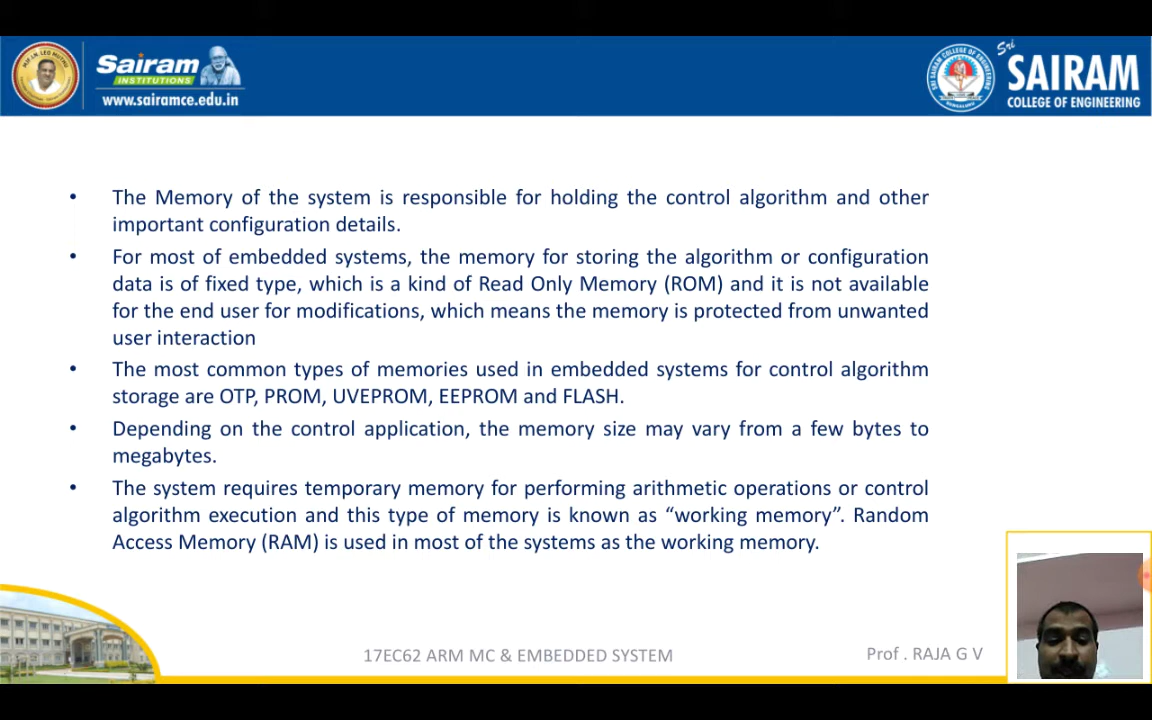 Sairam
INSTITUTIONS
www.sairamce.edu.in
Sri
SAIRAM
COLLEGE OF ENGINEERING
• The Memory of the system is responsible for holding the control algorithm and other
important configuration details.
• For most of embedded systems, the memory for storing the algorithm or configuration
data is of fixed type, which is a kind of Read Only Memory (ROM) and it is not available
for the end user for modifications, which means the memory is protected from unwanted
user interaction
• The most common types of memories used in embedded systems for control algorithm
storage are OTP, PROM, UVEPROM, EEPROM and FLASH.
• Depending on the control application, the memory size may vary from a few bytes to
megabytes.
• The system requires temporary memory for performing arithmetic operations or control
algorithm execution and this type of memory is known as “working memory”. Random
Access Memory (RAM) is used in most of the systems as the working memory.
17EC62 ARM MC & EMBEDDED SYSTEM
Prof . RAJA G V